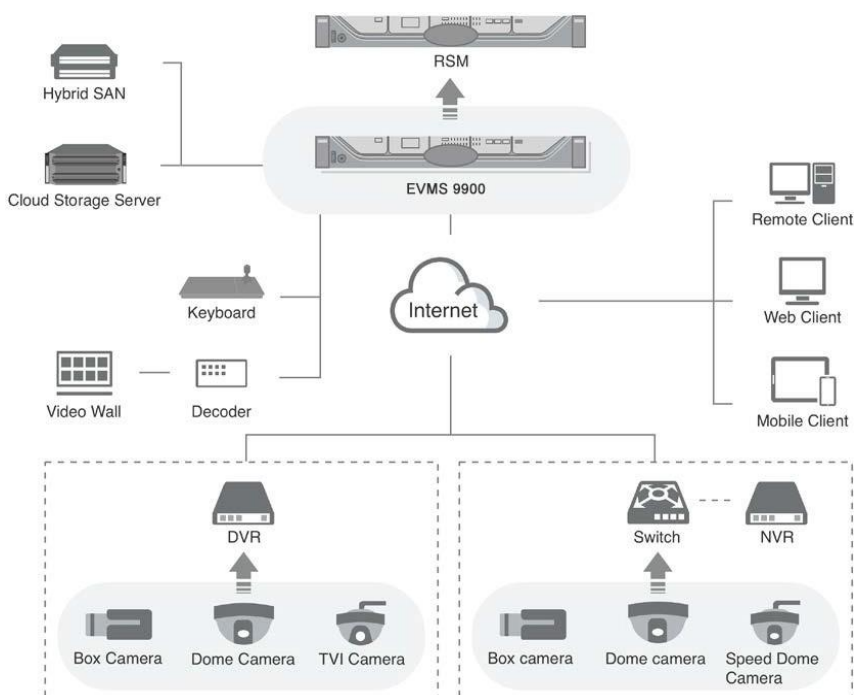 RSM
Hybrid SAN
EVMS 9900
Cloud Storage Server
Remote Client
Keyboard
Internet
Web Client
Video Wall
Decoder
Mobile Client
DVR
Switch
NVR
Box Camera
Dome Camera
TVI Camera
Box camera
Dome camera
Speed Dome
Camera